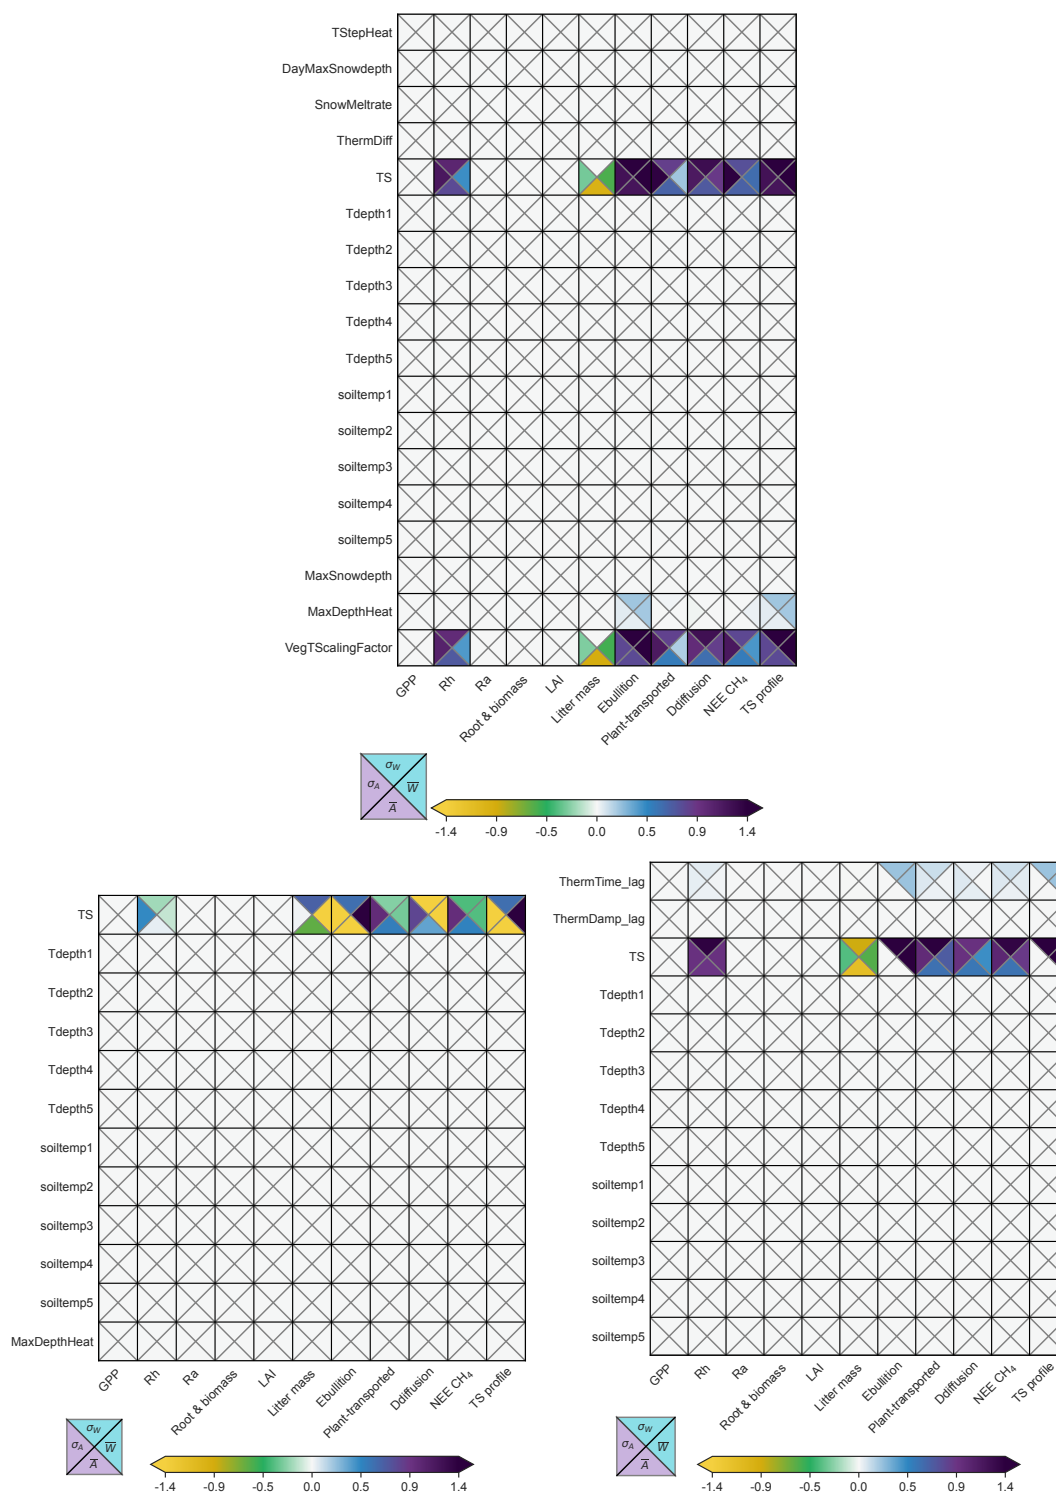 TStepHeat
DayMaxSnowdepth
SnowMeltrate
ThermDiff
TS
Tdepth1
Tdepth2
Tdepth3
Tdepth4
Tdepth5
soiltemp1
soiltemp2
soiltemp3
soiltemp4
soiltemp5
MaxSnowdepth
MaxDepthHeat
VegTScalingFactor
GPP
Rh
Ra
Root & biomass
LAI
Litter mass
Ebullition
Plant-transported
Ddiffusion
NEE CH₄
TS profile
σ_W
σ_A W̅
A̅
-1.4 -0.9 -0.5 0.0 0.5 0.9 1.4
TS
Tdepth1
Tdepth2
Tdepth3
Tdepth4
Tdepth5
soiltemp1
soiltemp2
soiltemp3
soiltemp4
soiltemp5
MaxDepthHeat
GPP
Rh
Ra
Root & biomass
LAI
Litter mass
Ebullition
Plant-transported
Ddiffusion
NEE CH₄
TS profile
σ_W
σ_A W̅
A̅
-1.4 -0.9 -0.5 0.0 0.5 0.9 1.4
ThermTime_lag
ThermDamp_lag
TS
Tdepth1
Tdepth2
Tdepth3
Tdepth4
Tdepth5
soiltemp1
soiltemp2
soiltemp3
soiltemp4
soiltemp5
GPP
Rh
Ra
Root & biomass
LAI
Litter mass
Ebullition
Plant-transported
Ddiffusion
NEE CH₄
TS profile
σ_W
σ_A W̅
A̅
-1.4 -0.9 -0.5 0.0 0.5 0.9 1.4